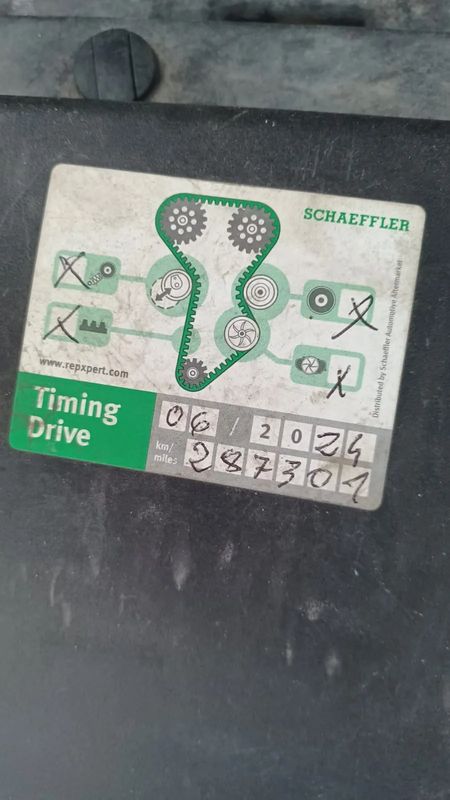 SCHAEFFLER
X
X
X
X
www.repxpert.com
Distributed by Schaeffler Automotive Aftermarket
Timing
Drive
06 / 2024
km/
miles
287301